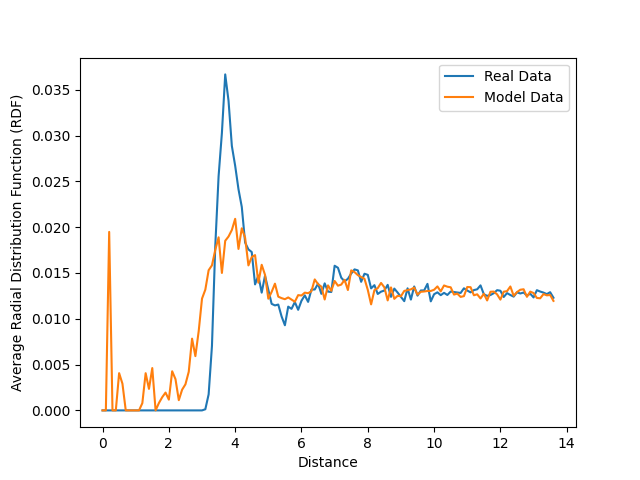 Real Data
Model Data
Average Radial Distribution Function (RDF)
0.035
0.030
0.025
0.020
0.015
0.010
0.005
0.000
0 2 4 6 8 10 12 14
Distance